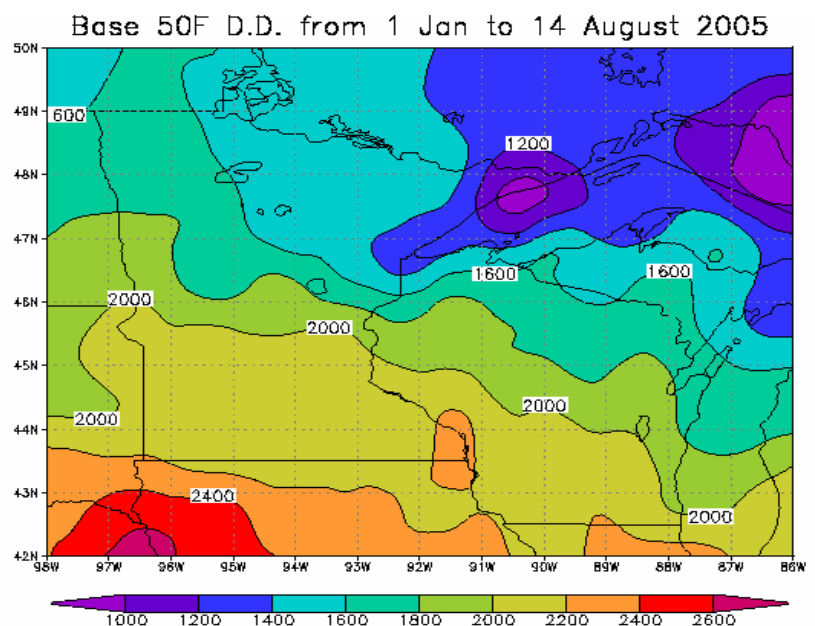 Base 50F D.D. from 1 Jan to 14 August 2005
50N
49N
600
1200
48N
47N
1600
1600
46N
2000
2000
45N
2000
2000
44N
43N
2400
2000
42N
98W 97W 96W 95W 94W 93W 92W 91W 90W 89W 88W 87W 86W
1000 1200 1400 1600 1800 2000 2200 2400 2600